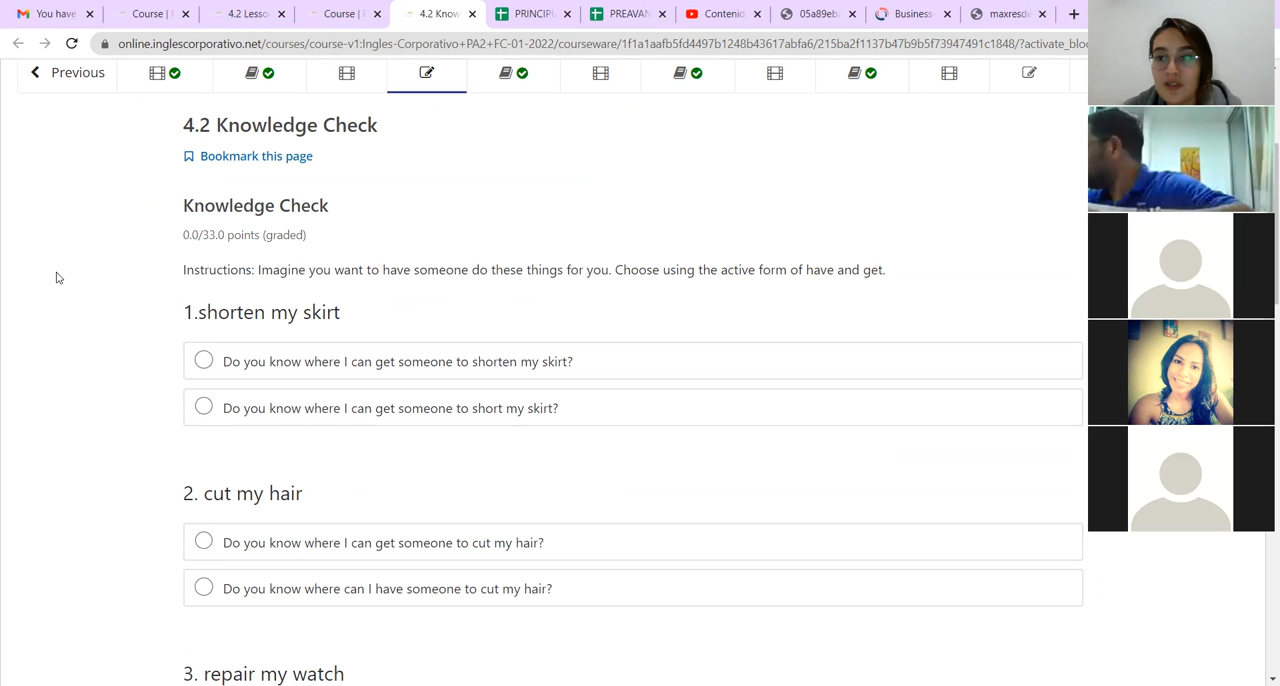 You have
Course | F
4.2 Lesso
Course | F
4.2 Know
PRINCIPI
PREAVAN
Contenid
05a89eb
Business
maxresde
online.inglescorporativo.net/courses/course-v1:Ingles-Corporativo+PA2+FC-01-2022/courseware/1f1a1aafb5fd4497b1248b43617abfa6/215ba2f1137b47b9b5f73947491c1848/?activate_bloc
Previous
4.2 Knowledge Check
Bookmark this page
Knowledge Check
0.0/33.0 points (graded)
Instructions: Imagine you want to have someone do these things for you. Choose using the active form of have and get.
1.shorten my skirt
Do you know where I can get someone to shorten my skirt?
Do you know where I can get someone to short my skirt?
2. cut my hair
Do you know where I can get someone to cut my hair?
Do you know where can I have someone to cut my hair?
3. repair my watch